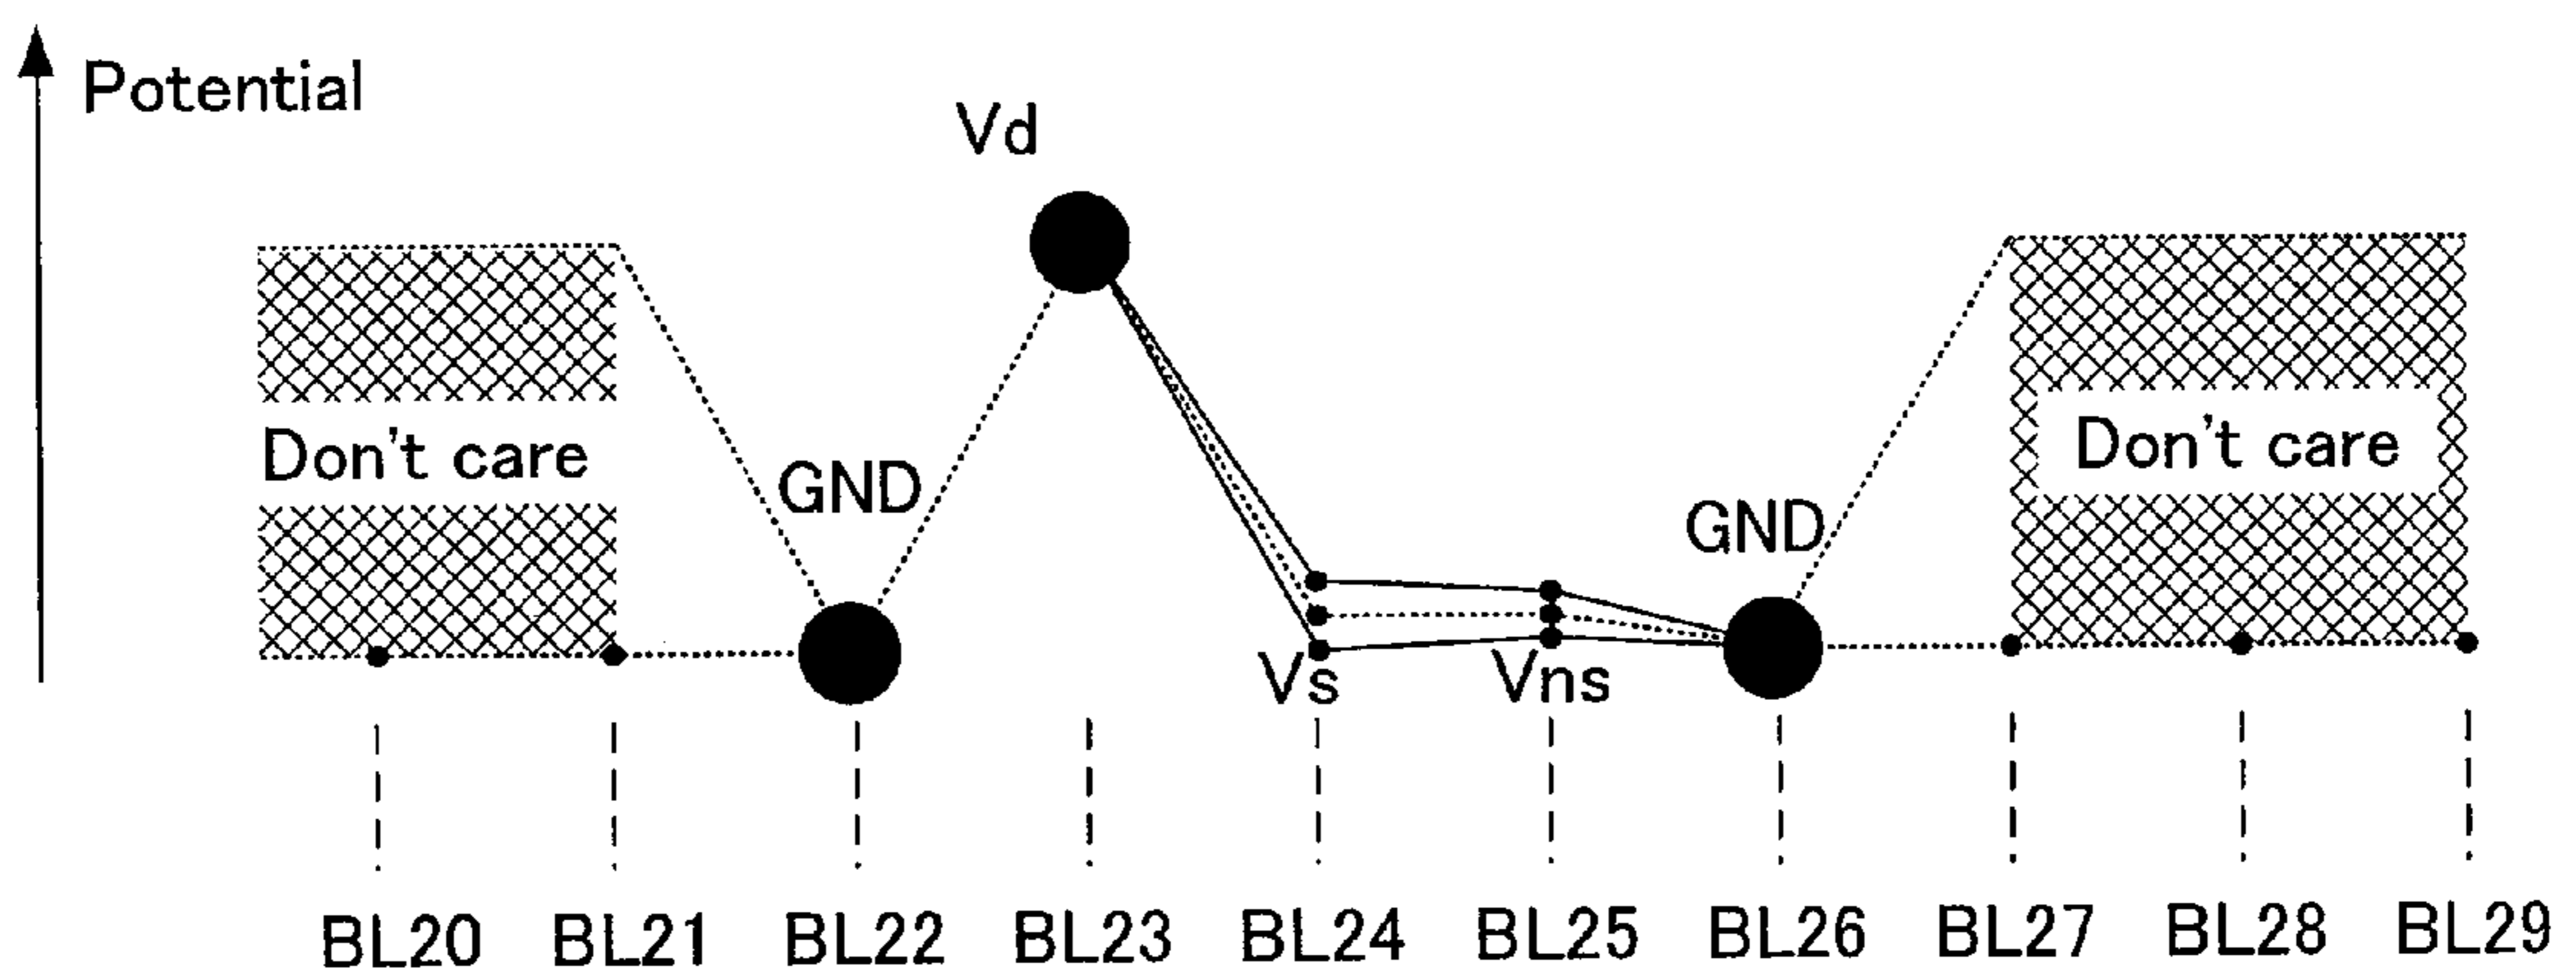 Potential
Vd
Don't care
Don't care
GND
GND
Vs
Vns
BL20 BL21 BL22 BL23 BL24 BL25 BL26 BL27 BL28 BL29